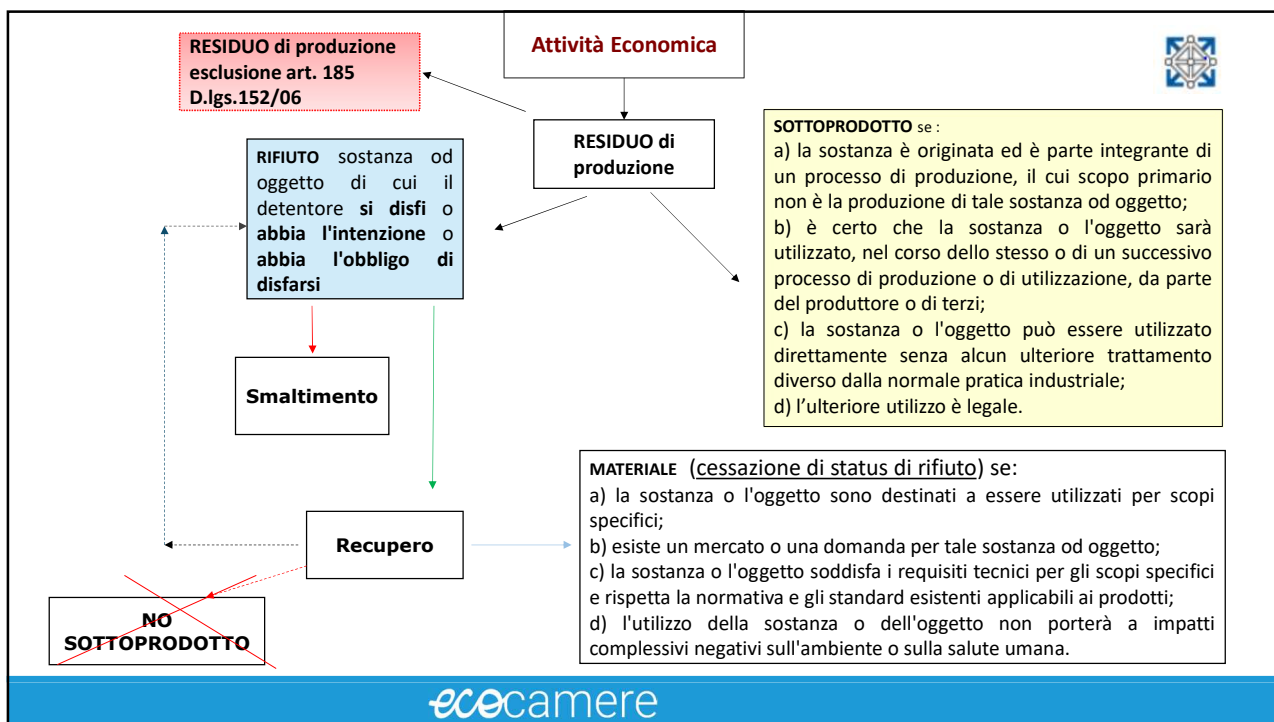 Attività Economica
RESIDUO di produzione
esclusione art. 185
D.lgs.152/06
RESIDUO di
produzione
RIFIUTO sostanza od
oggetto di cui il
detentore si disfi o
abbia l'intenzione o
abbia l'obbligo di
disfarsi
SOTTOPRODOTTO se :
a) la sostanza è originata ed è parte integrante di
un processo di produzione, il cui scopo primario
non è la produzione di tale sostanza od oggetto;
b) è certo che la sostanza o l'oggetto sarà
utilizzato, nel corso dello stesso o di un successivo
processo di produzione o di utilizzazione, da parte
del produttore o di terzi;
c) la sostanza o l'oggetto può essere utilizzato
direttamente senza alcun ulteriore trattamento
diverso dalla normale pratica industriale;
d) l’ulteriore utilizzo è legale.
Smaltimento
Recupero
MATERIALE (cessazione di status di rifiuto) se:
a) la sostanza o l'oggetto sono destinati a essere utilizzati per scopi
specifici;
b) esiste un mercato o una domanda per tale sostanza od oggetto;
c) la sostanza o l'oggetto soddisfa i requisiti tecnici per gli scopi specifici
e rispetta la normativa e gli standard esistenti applicabili ai prodotti;
d) l'utilizzo della sostanza o dell'oggetto non porterà a impatti
complessivi negativi sull'ambiente o sulla salute umana.
NO
SOTTOPRODOTTO
ecocamere